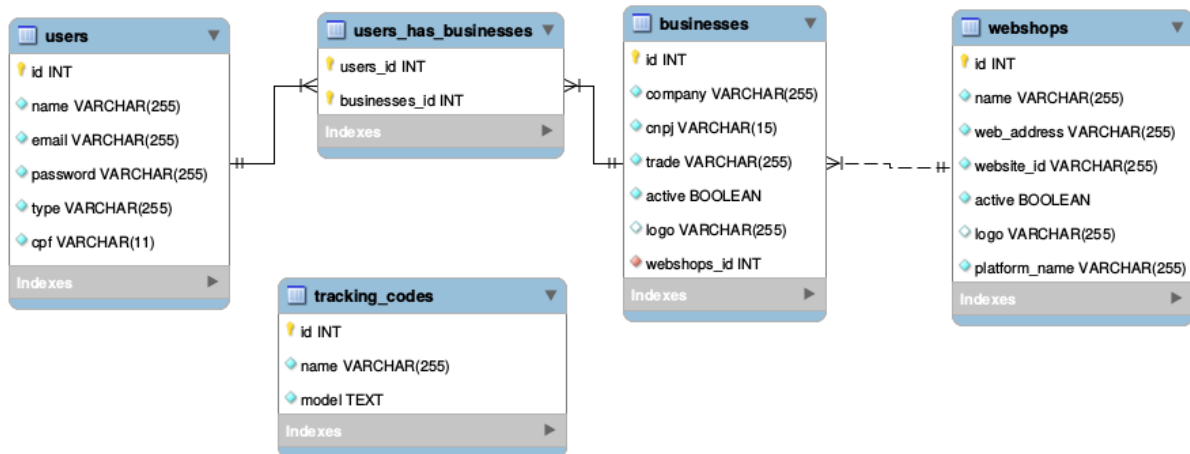 users
id INT
name VARCHAR(255)
email VARCHAR(255)
password VARCHAR(255)
type VARCHAR(255)
cpf VARCHAR(11)
Indexes
users_has_businesses
users_id INT
businesses_id INT
Indexes
businesses
id INT
company VARCHAR(255)
cnpj VARCHAR(15)
trade VARCHAR(255)
active BOOLEAN
logo VARCHAR(255)
webshops_id INT
Indexes
webshops
id INT
name VARCHAR(255)
web_address VARCHAR(255)
website_id VARCHAR(255)
active BOOLEAN
logo VARCHAR(255)
platform_name VARCHAR(255)
Indexes
tracking_codes
id INT
name VARCHAR(255)
model TEXT
Indexes